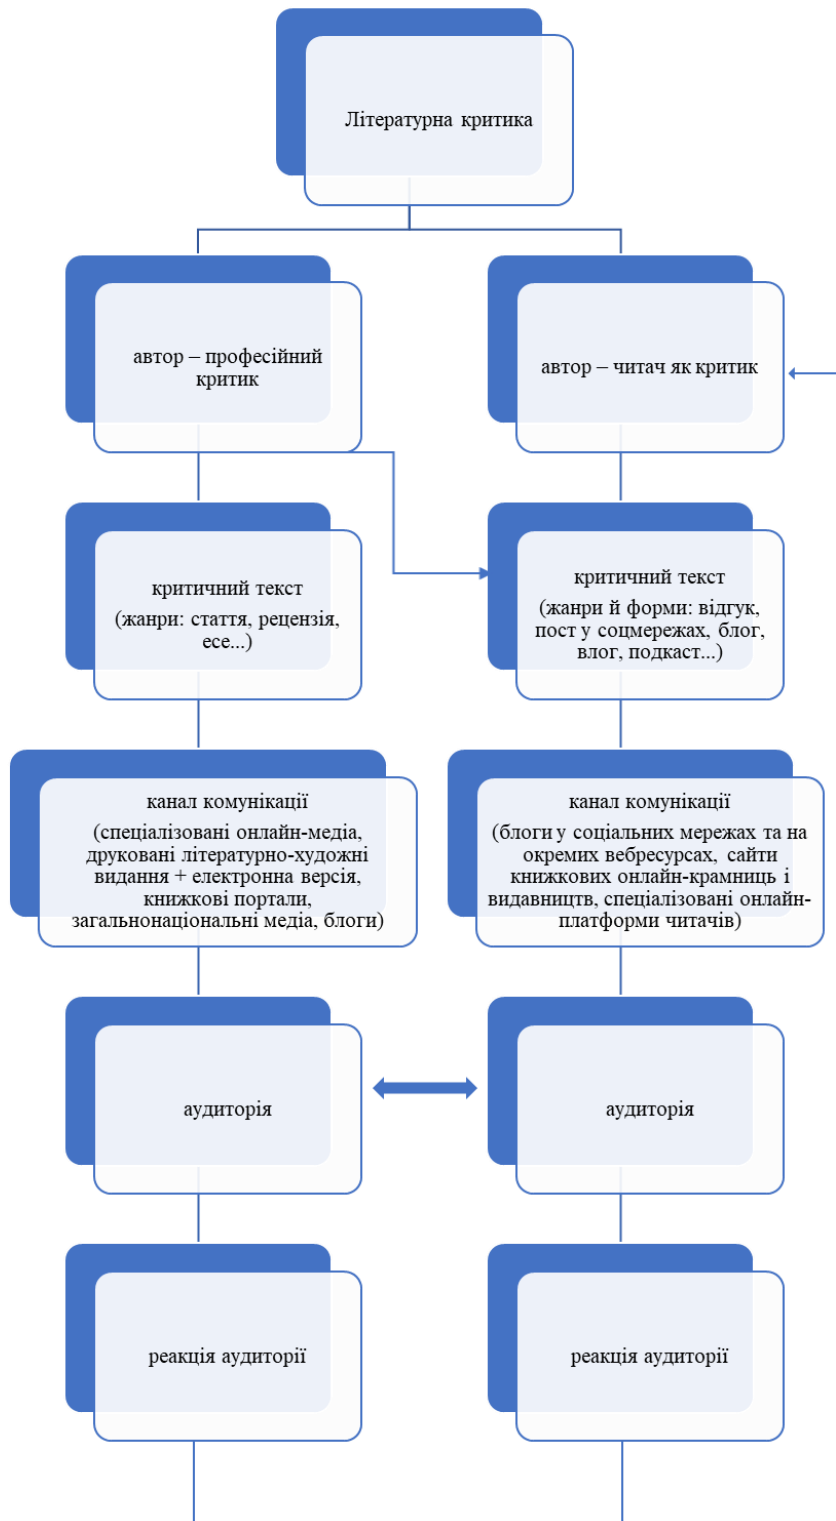 Літературна критика
автор – професійний
критик
автор – читач як критик
критичний текст
(жанри: стаття, рецензія,
есе...)
критичний текст
(жанри й форми: відгук,
пост у соцмережах, блог,
влог, подкаст...)
канал комунікації
(спеціалізовані онлайн-медіа,
друковані літературно-художні
видання + електронна версія,
книжкові портали,
загальнонаціональні медіа, блоги)
канал комунікації
(блоги у соціальних мережах та на
окремих вебресурсах, сайти
книжкових онлайн-крамниць і
видавництв, спеціалізовані онлайн-
платформи читачів)
аудиторія
аудиторія
реакція аудиторії
реакція аудиторії